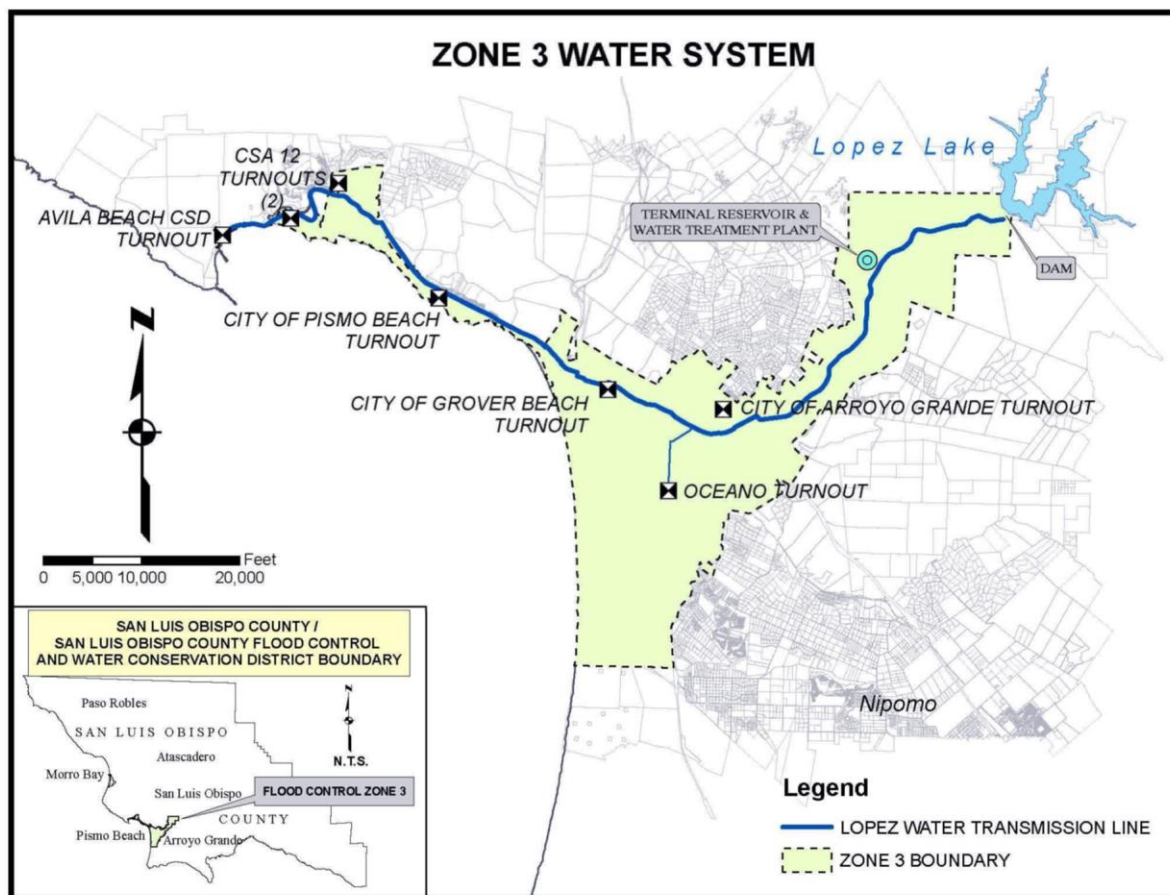 ZONE 3 WATER SYSTEM
Lopez Lake
CSA 12
TURNOUTS
(2)
AVILA BEACH CSD
TURNOUT
TERMINAL RESERVOIR &
WATER TREATMENT PLANT
DAM
CITY OF PISMO BEACH
TURNOUT
CITY OF GROVER BEACH
TURNOUT
CITY OF ARROYO GRANDE TURNOUT
OCEANO TURNOUT
N
Feet
0 5,000 10,000 20,000
Nipomo
SAN LUIS OBISPO COUNTY /
SAN LUIS OBISPO COUNTY FLOOD CONTROL
AND WATER CONSERVATION DISTRICT BOUNDARY
Paso Robles
SAN LUIS OBISPO
Atascadero
Morro Bay
San Luis Obispo
COUNTY
Pismo Beach
Arroyo Grande
N
N.T.S.
FLOOD CONTROL ZONE 3
Legend
LOPEZ WATER TRANSMISSION LINE
ZONE 3 BOUNDARY